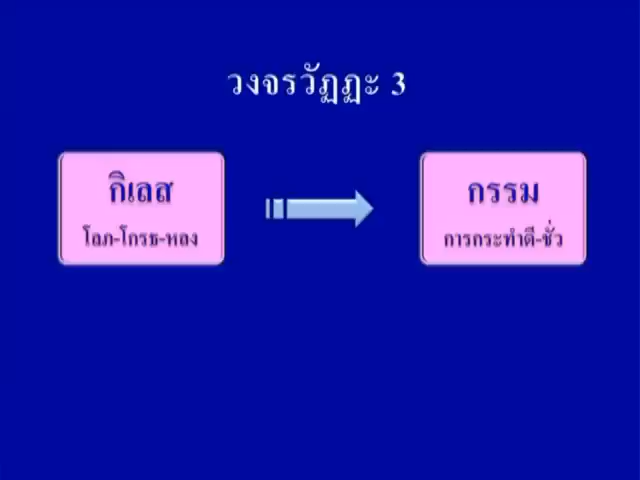 วงจรวัฏฏะ 3
กิเลส
โลภ-โกรธ-หลง
กรรม
การกระทำดี-ชั่ว